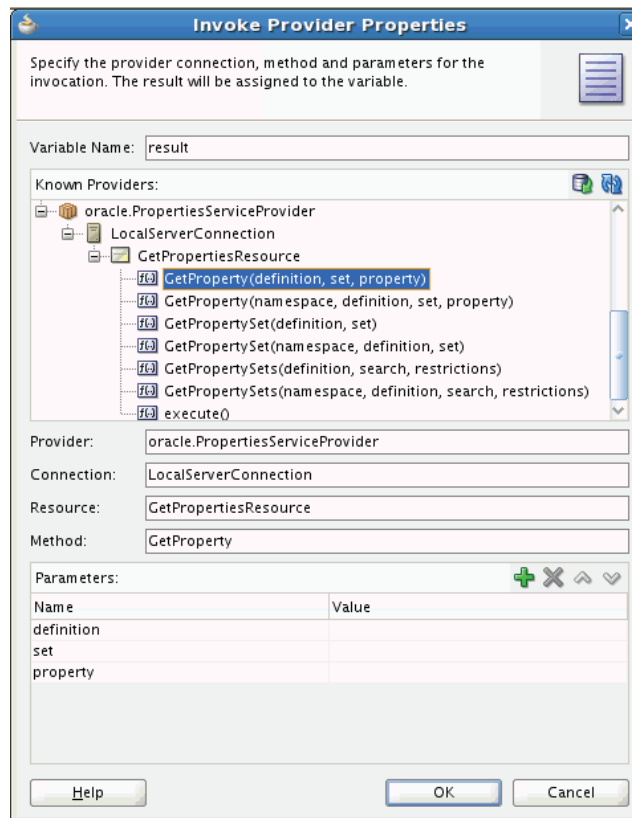 Invoke Provider Properties
Specify the provider connection, method and parameters for the
invocation. The result will be assigned to the variable.
Variable Name: result
Known Providers:
oracle.PropertiesServiceProvider
LocalServerConnection
GetPropertiesResource
f(..) GetProperty(definition, set, property)
f(..) GetProperty(namespace, definition, set, property)
f(..) GetPropertySet(definition, set)
f(..) GetPropertySet(namespace, definition, set)
f(..) GetPropertySets(definition, search, restrictions)
f(..) GetPropertySets(namespace, definition, search, restrictions)
f(..) execute()
Provider: oracle.PropertiesServiceProvider
Connection: LocalServerConnection
Resource: GetPropertiesResource
Method: GetProperty
Parameters:
Name Value
definition
set
property
Help OK Cancel